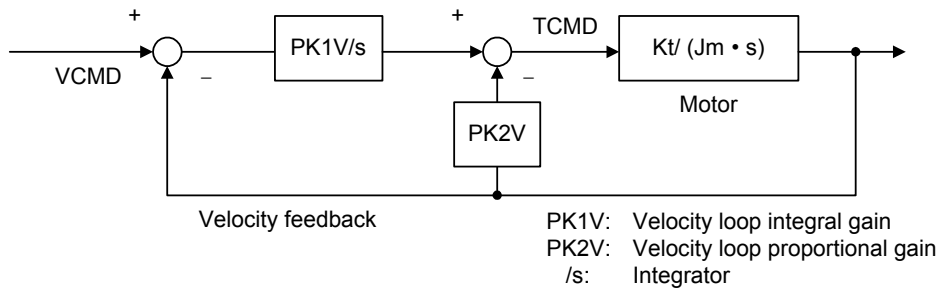 +
+
TCMD
PK1V/s
Kt/ (Jm • s)
VCMD
–
–
Motor
PK2V
Velocity feedback
PK1V: Velocity loop integral gain
PK2V: Velocity loop proportional gain
/s: Integrator